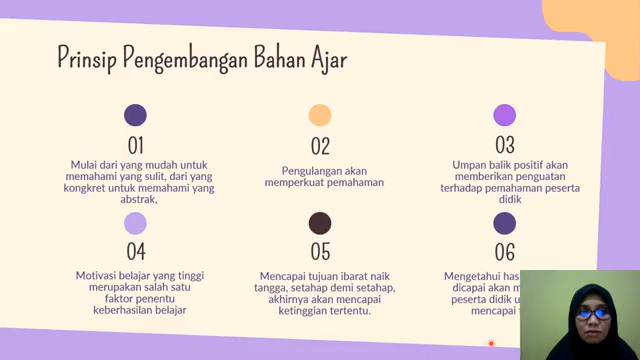 Prinsip Pengembangan Bahan Ajar
01
Mulai dari yang mudah untuk
memahami yang sulit, dari yang
kongkret untuk memahami yang
abstrak,
02
Pengulangan akan
memperkuat pemahaman
03
Umpan balik positif akan
memberikan penguatan
terhadap pemahaman peserta
didik
04
Motivasi belajar yang tinggi
merupakan salah satu
faktor penentu
keberhasilan belajar
05
Mencapai tujuan ibarat naik
tangga, setahap demi setahap,
akhirnya akan mencapai
ketinggian tertentu.
06
Mengetahui
dicapai akan
peserta didik
mencapai